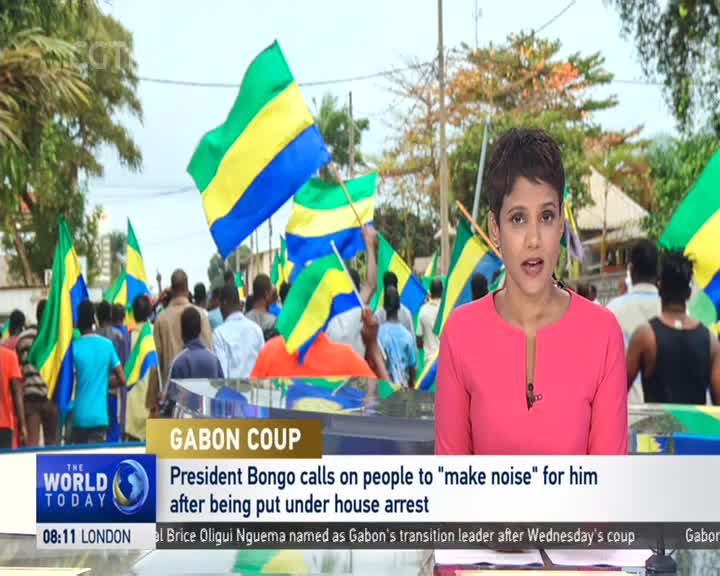 CGTN
GABON COUP
President Bongo calls on people to "make noise" for him
after being put under house arrest
THE
WORLD
TODAY
08:11 LONDON
al Brice Oligui Nguema named as Gabon's transition leader after Wednesday's coup Gabon